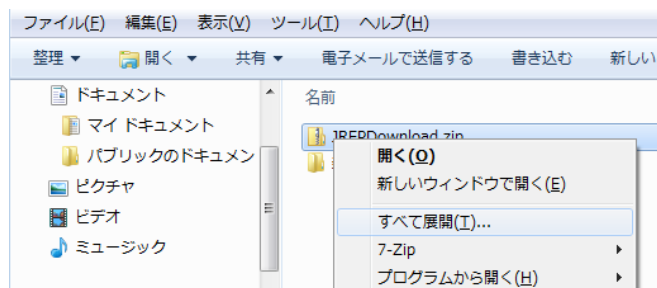 ファイル(F) 編集(E) 表示(V) ツール(T) ヘルプ(H)
整理 開く 共有 電子メールで送信する 書き込む 新しい
ドキュメント
マイ ドキュメント
パブリックのドキュメン
ピクチャ
ビデオ
ミュージック
名前
JREPDownload.zip
開く(O)
新しいウィンドウで開く(E)
すべて展開(T)...
7-Zip
プログラムから開く(H)